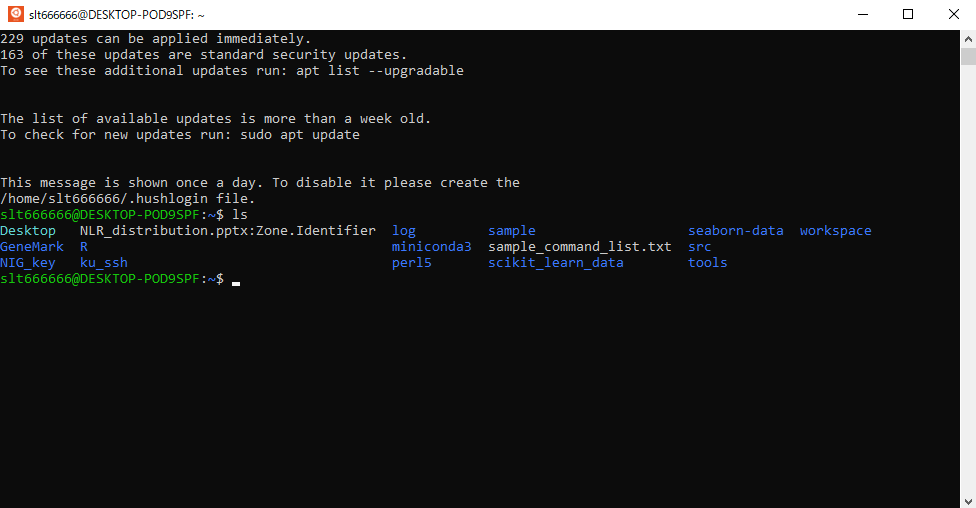 slt666666@DESKTOP-POD9SPF: ~
229 updates can be applied immediately.
163 of these updates are standard security updates.
To see these additional updates run: apt list --upgradable
The list of available updates is more than a week old.
To check for new updates run: sudo apt update
This message is shown once a day. To disable it please create the
/home/slt666666/.hushlogin file.
slt666666@DESKTOP-POD9SPF:~$ ls
Desktop   NLR_distribution.pptx:Zone.Identifier  log         sample                   seaborn-data  workspace
GeneMark  R                                      miniconda3  sample_command_list.txt  src
NIG_key   ku_ssh                                 perl5       scikit_learn_data        tools
slt666666@DESKTOP-POD9SPF:~$